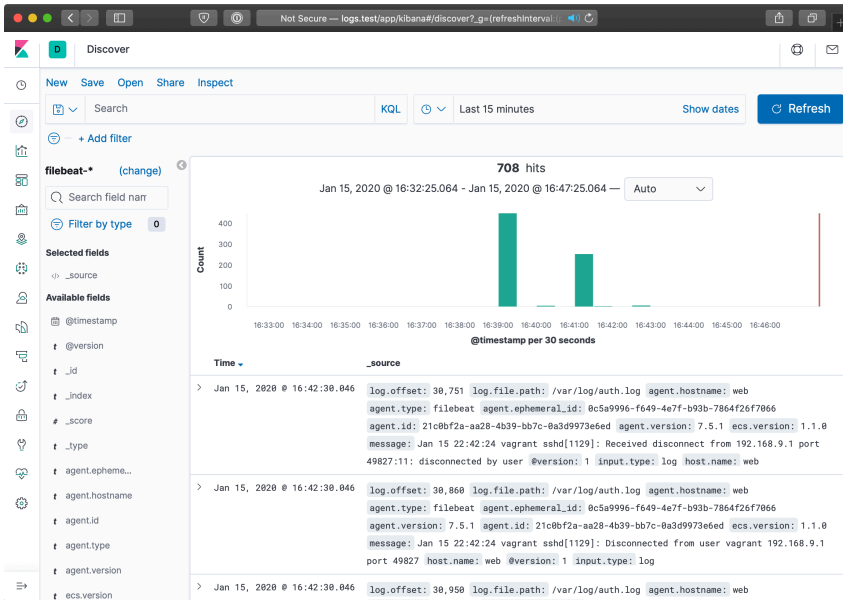 Not Secure — logs.test/app/kibana#/discover?_g=(refreshInterval:
D Discover
New Save Open Share Inspect
Search KQL Last 15 minutes Show dates Refresh
+ Add filter
filebeat-* (change)
Search field nam
Filter by type 0
Selected fields
</> _source
Available fields
@timestamp
t @version
t _id
t _index
# _score
t _type
t agent.epheme...
t agent.hostname
t agent.id
t agent.type
t agent.version
t ecs.version
708 hits
Jan 15, 2020 @ 16:32:25.064 - Jan 15, 2020 @ 16:47:25.064 — Auto
Count
400
300
200
100
0
16:33:00 16:34:00 16:35:00 16:36:00 16:37:00 16:38:00 16:39:00 16:40:00 16:41:00 16:42:00 16:43:00 16:44:00 16:45:00 16:46:00
@timestamp per 30 seconds
Time _source
Jan 15, 2020 @ 16:42:30.046 log.offset: 30,751 log.file.path: /var/log/auth.log agent.hostname: web
agent.type: filebeat agent.ephemeral_id: 0c5a9996-f649-4e7f-b93b-7864f26f7066
agent.id: 21c0bf2a-aa28-4b39-bb7c-0a3d9973e6ed agent.version: 7.5.1 ecs.version: 1.1.0
message: Jan 15 22:42:24 vagrant sshd[1129]: Received disconnect from 192.168.9.1 port
49827:11: disconnected by user @version: 1 input.type: log host.name: web
Jan 15, 2020 @ 16:42:30.046 log.offset: 30,860 log.file.path: /var/log/auth.log agent.hostname: web
agent.type: filebeat agent.ephemeral_id: 0c5a9996-f649-4e7f-b93b-7864f26f7066
agent.version: 7.5.1 agent.id: 21c0bf2a-aa28-4b39-bb7c-0a3d9973e6ed ecs.version: 1.1.0
message: Jan 15 22:42:24 vagrant sshd[1129]: Disconnected from user vagrant 192.168.9.1
port 49827 host.name: web @version: 1 input.type: log
Jan 15, 2020 @ 16:42:30.046 log.offset: 30,950 log.file.path: /var/log/auth.log agent.hostname: web